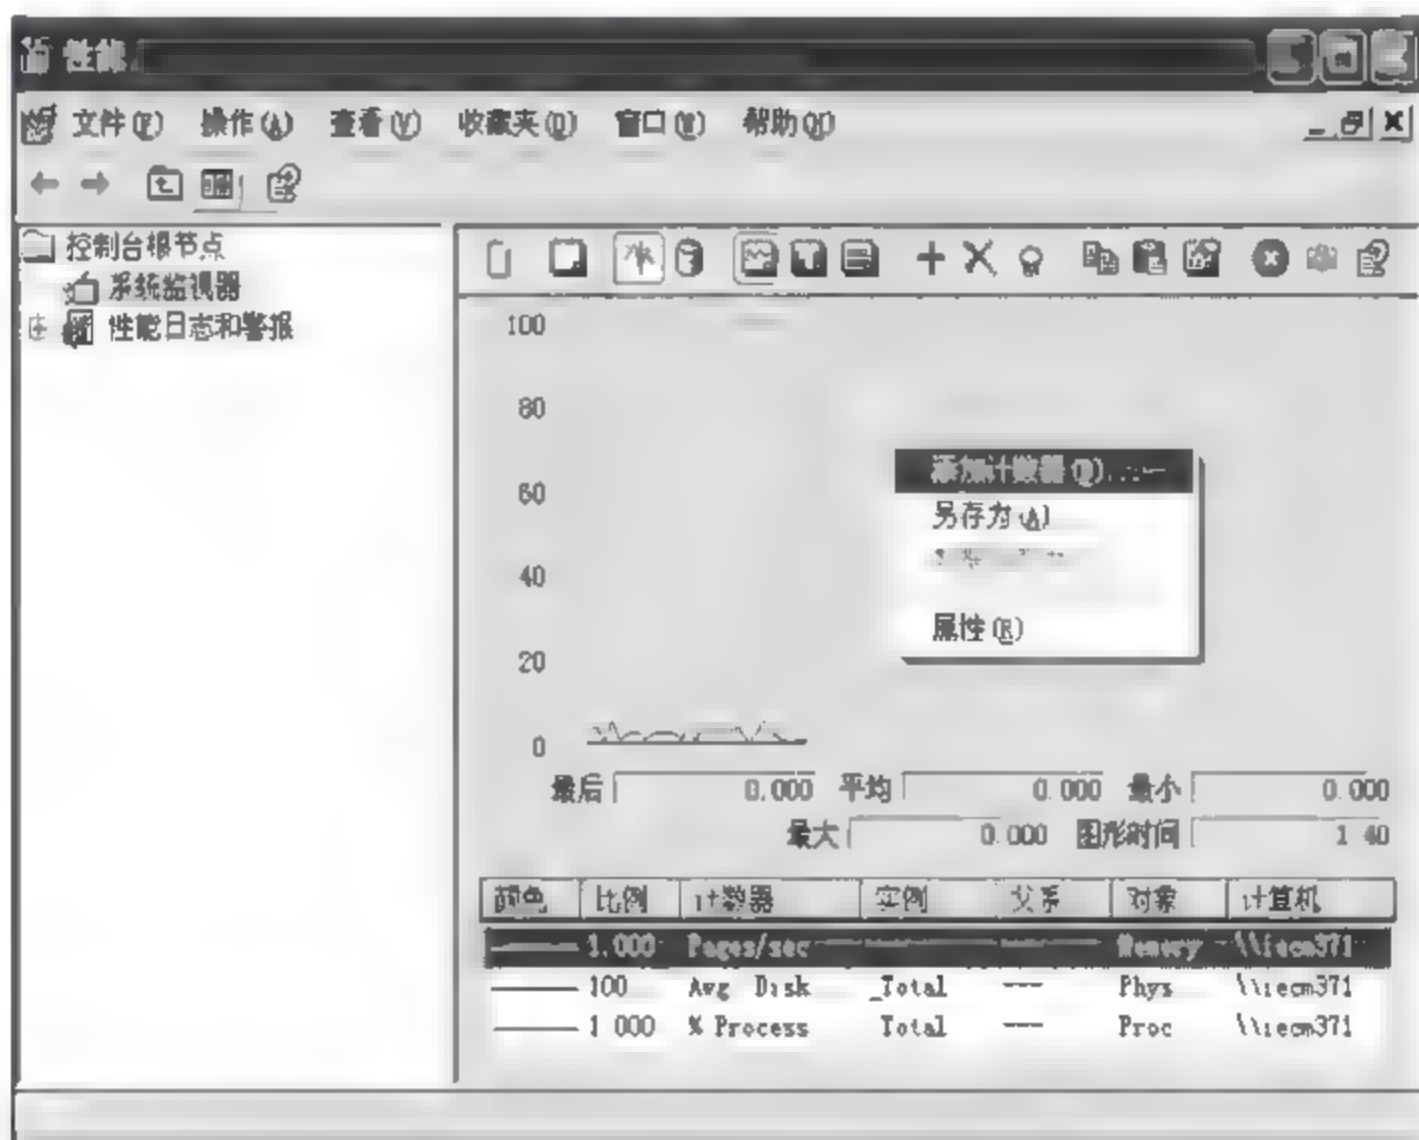 性能
文件(F) 操作(A) 查看(V) 收藏夹(O) 窗口(W) 帮助(H)
控制台根节点
系统监视器
性能日志和警报
100
80
60
40
20
0
添加计数器(D)...
另存为(A)
属性(R)
最后 0.000 平均 0.000 最小 0.000
最大 0.000 图形时间 1 40
颜色 比例 计数器 实例 父系 对象 计算机
1.000 Pages/sec Memory \\iecm371
100 Avg Disk _Total --- Phys \\iecm371
1 000 % Process Total --- Proc \\iecm371